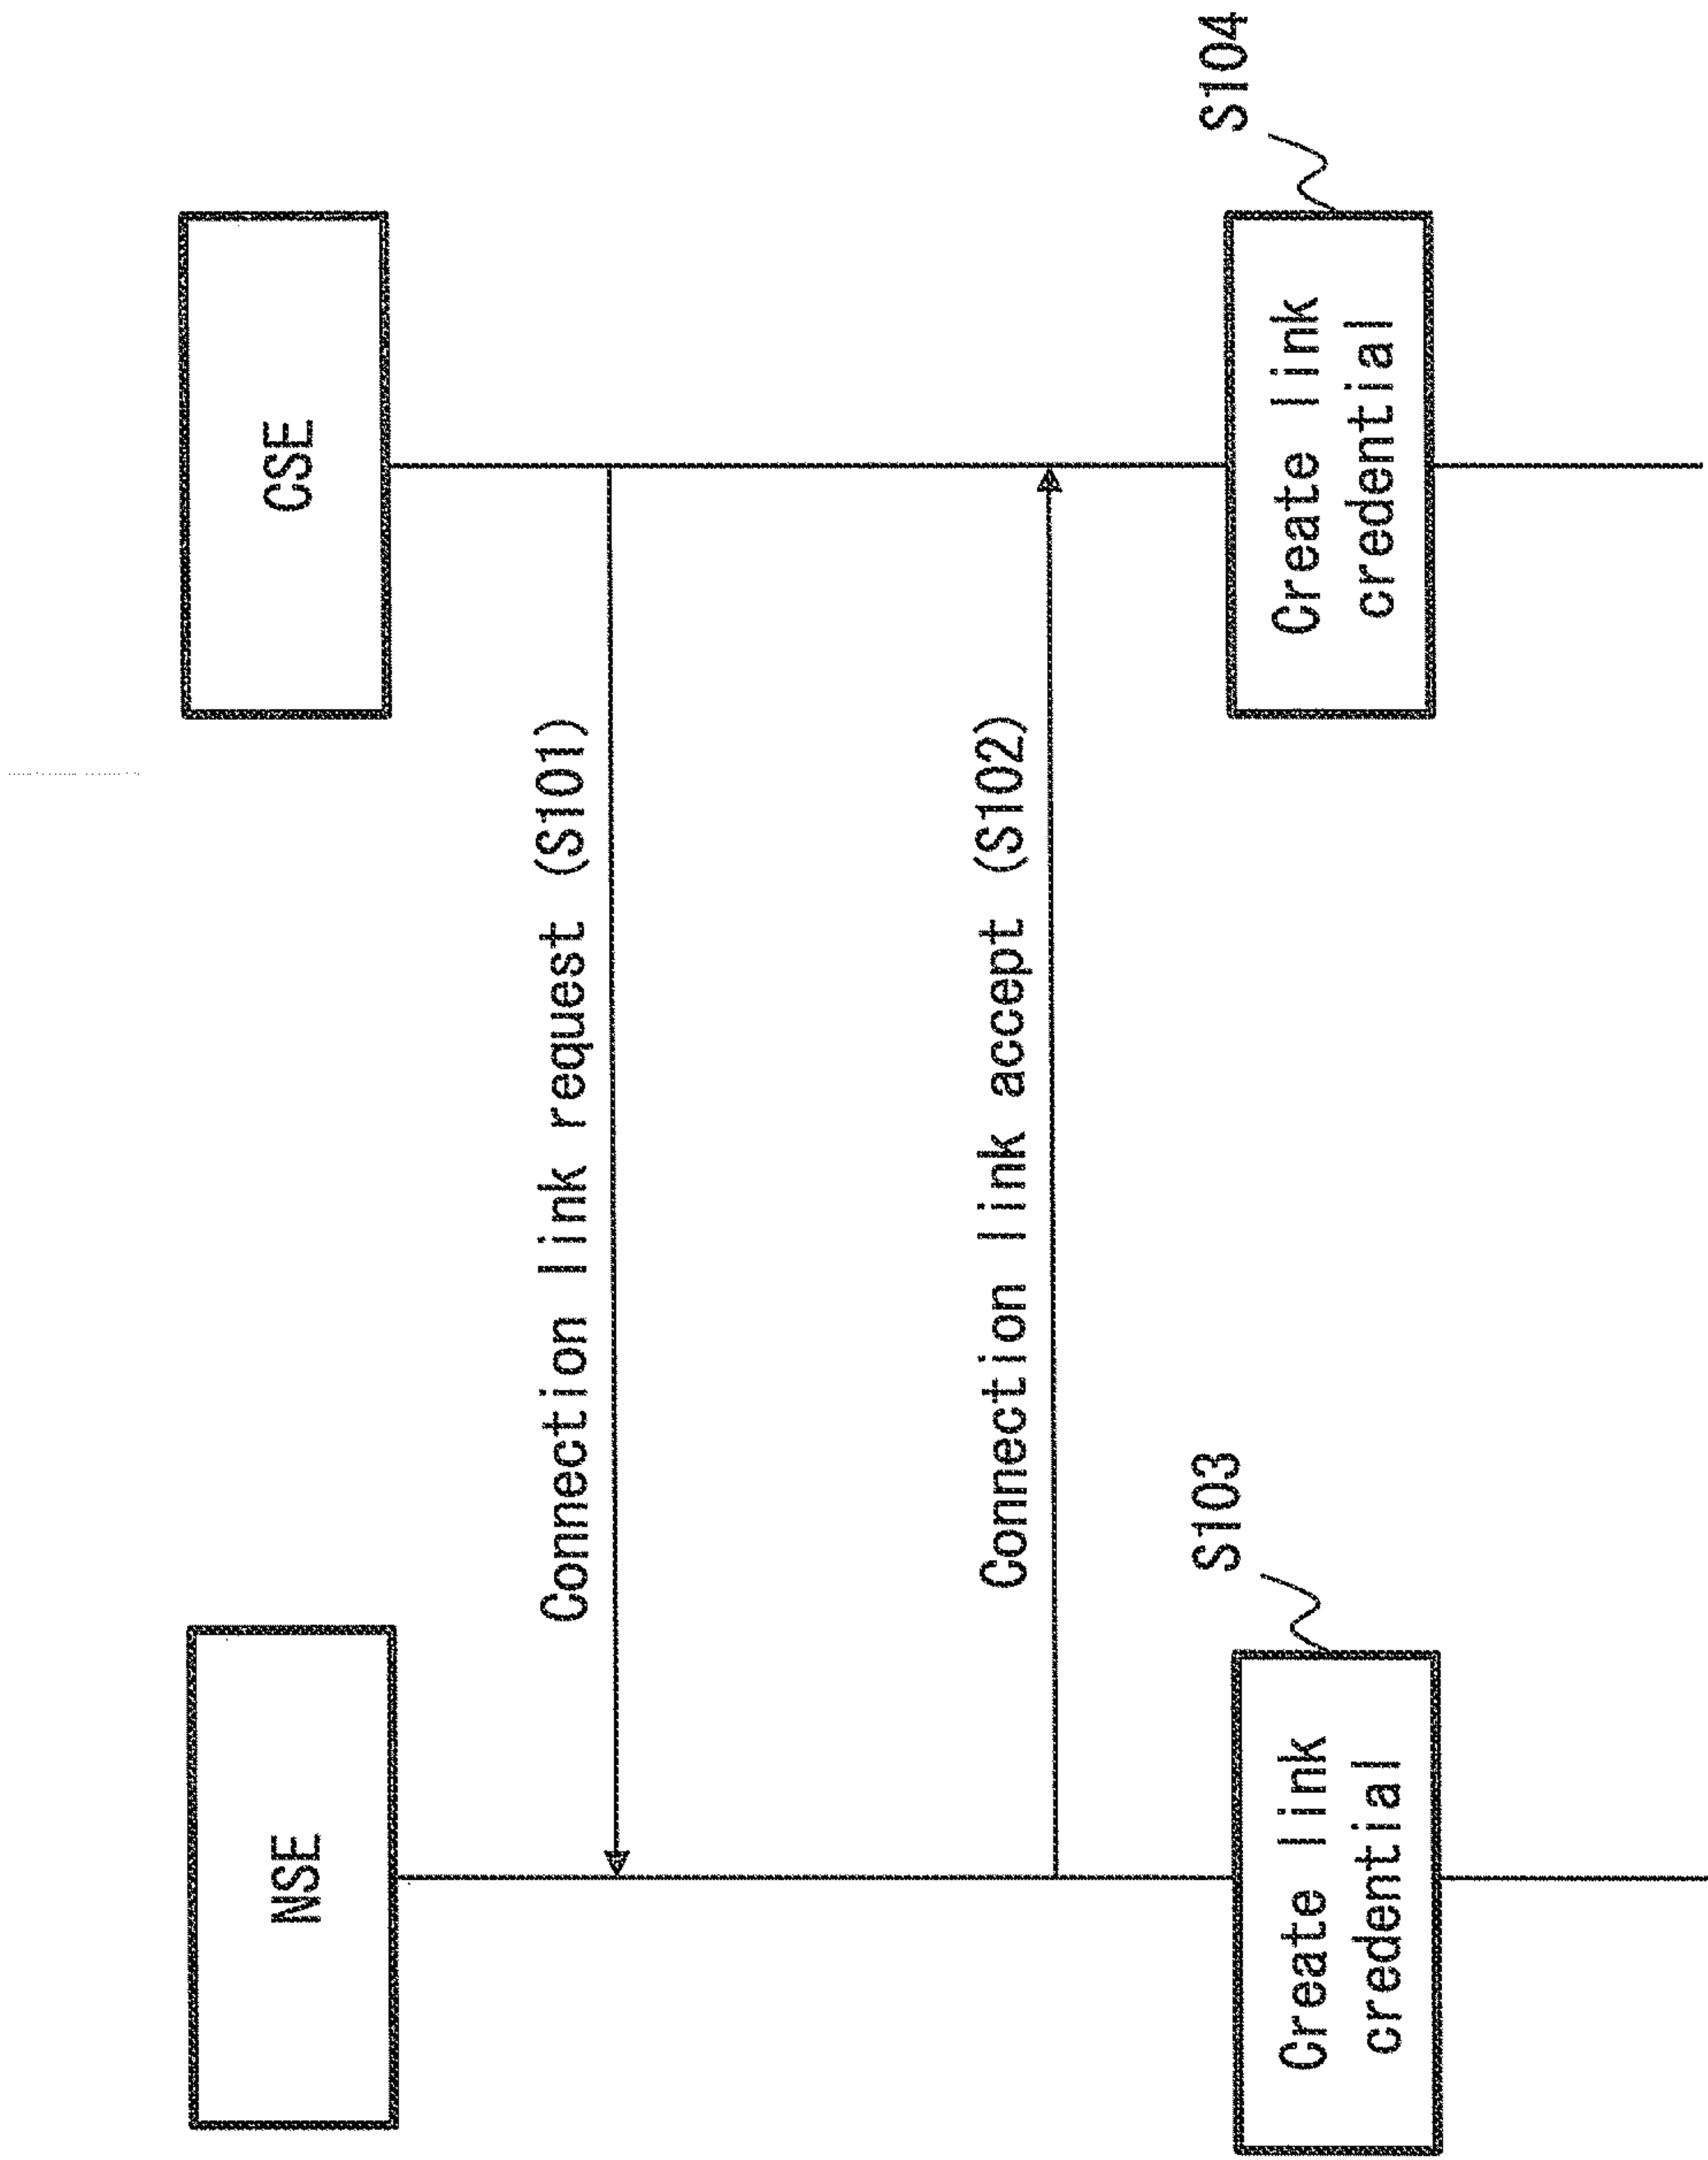 NSE
CSE
Connection link request (S101)
Connection link accept (S102)
S103
Create link
credential
S104
Create link
credential